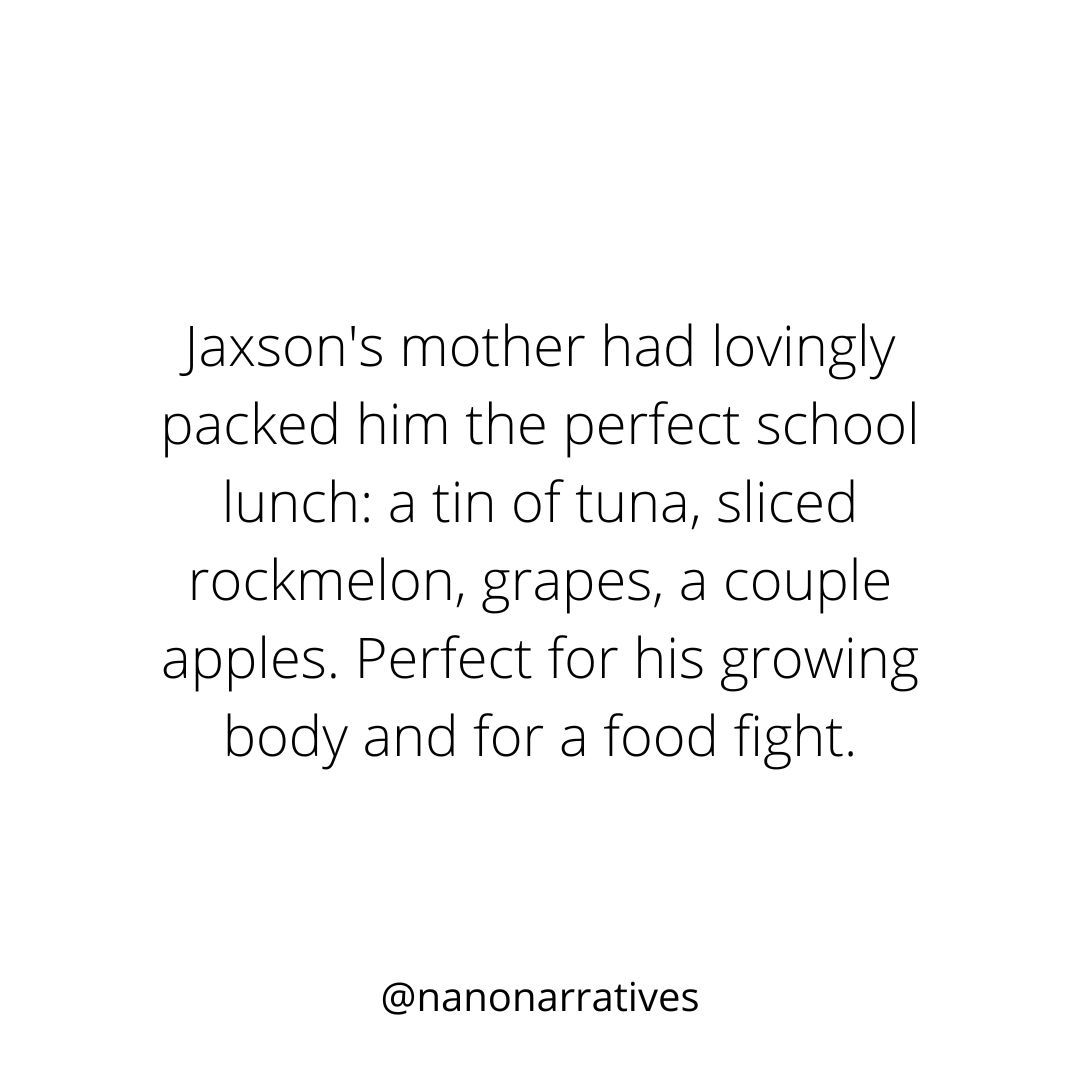 Jaxson's mother had lovingly
packed him the perfect school
lunch: a tin of tuna, sliced
rockmelon, grapes, a couple
apples. Perfect for his growing
body and for a food fight.
@nanonarratives